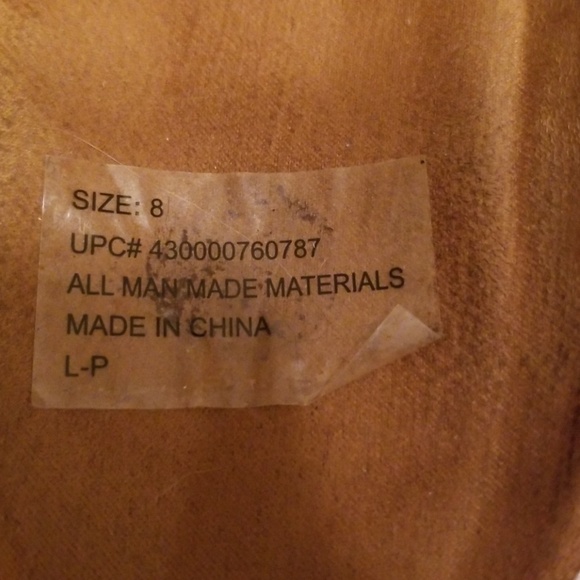 SIZE: 8
UPC# 430000760787
ALL MAN MADE MATERIALS
MADE IN CHINA
L-P